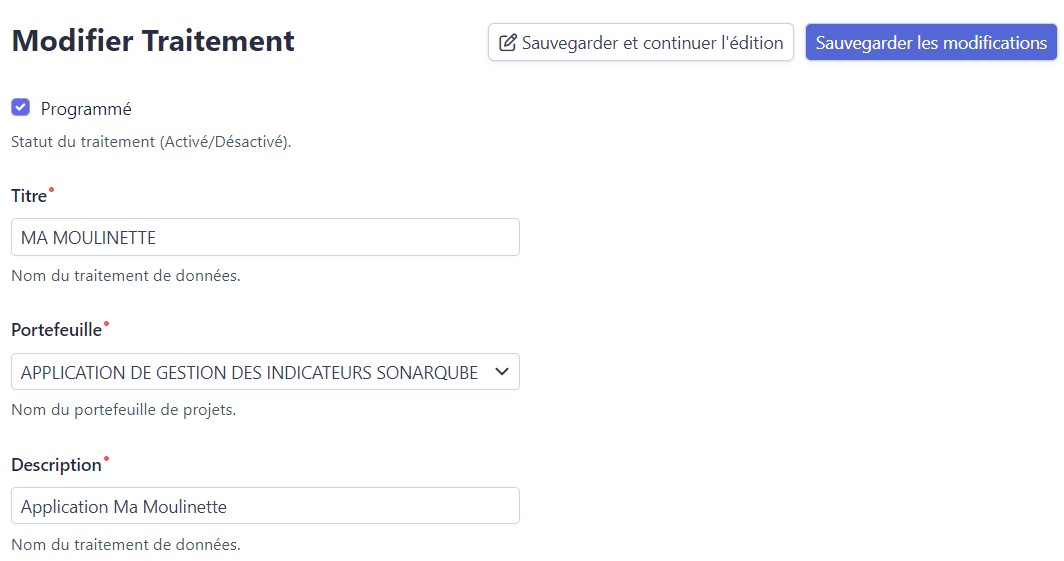 Modifier Traitement
Sauvegarder et continuer l'édition
Sauvegarder les modifications
Programmé
Statut du traitement (Activé/Désactivé).
Titre
MA MOULINETTE
Nom du traitement de données.
Portefeuille
APPLICATION DE GESTION DES INDICATEURS SONARQUBE
Nom du portefeuille de projets.
Description
Application Ma Moulinette
Nom du traitement de données.